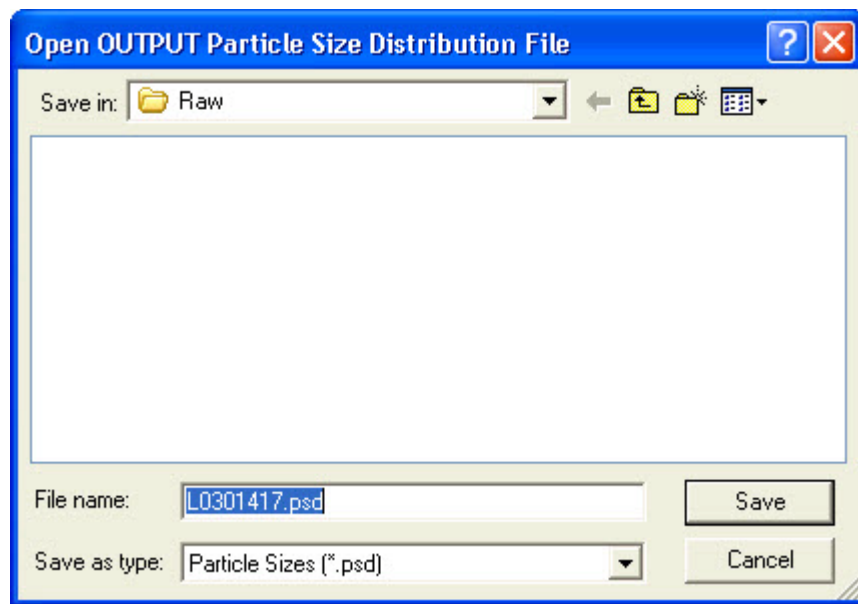 Open OUTPUT Particle Size Distribution File
Save in: Raw
File name: L0301417.psd Save
Save as type: Particle Sizes (*.psd) Cancel